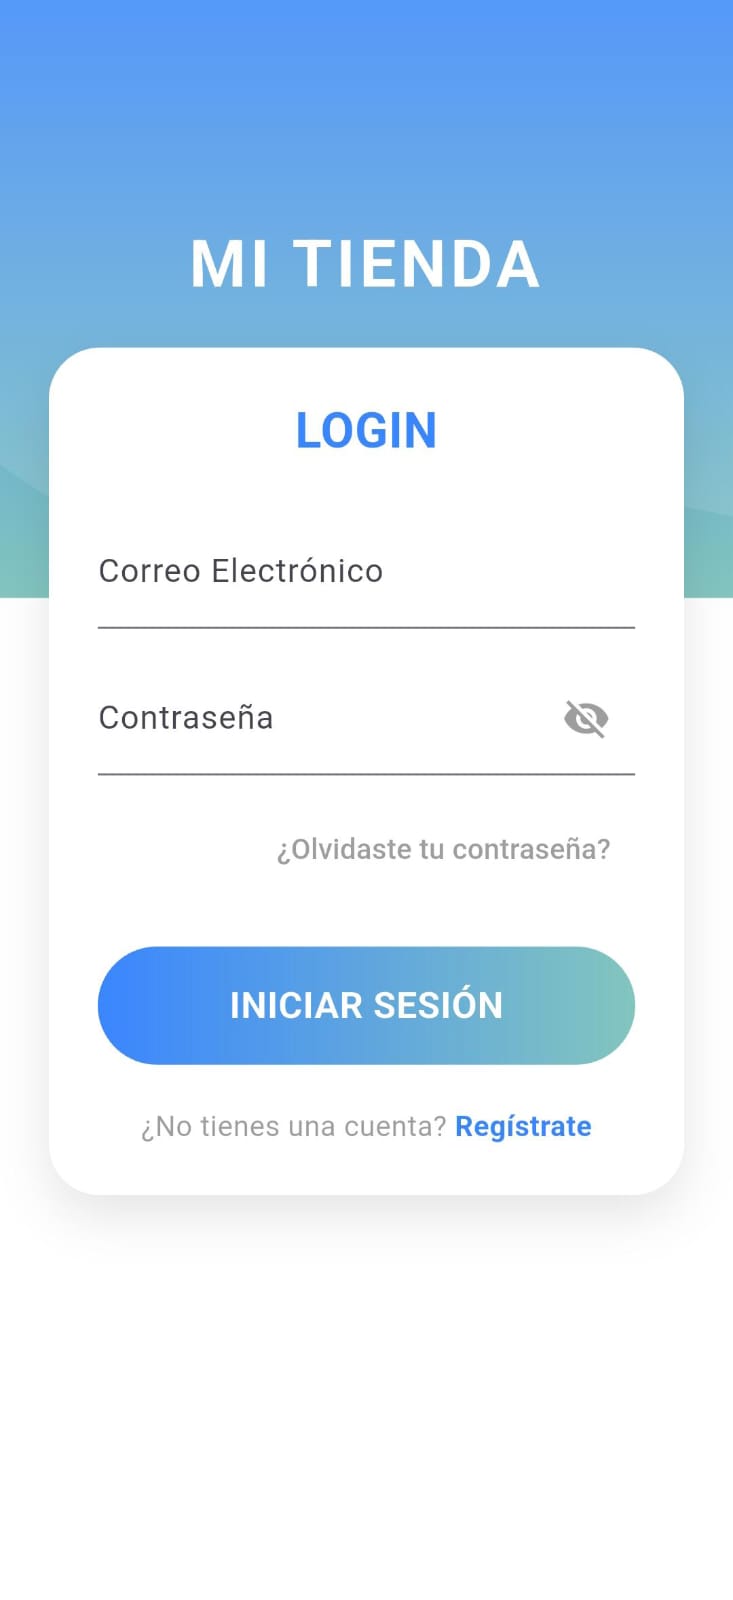 MI TIENDA
LOGIN
Correo Electrónico
Contraseña
¿Olvidaste tu contraseña?
INICIAR SESIÓN
¿No tienes una cuenta? Regístrate